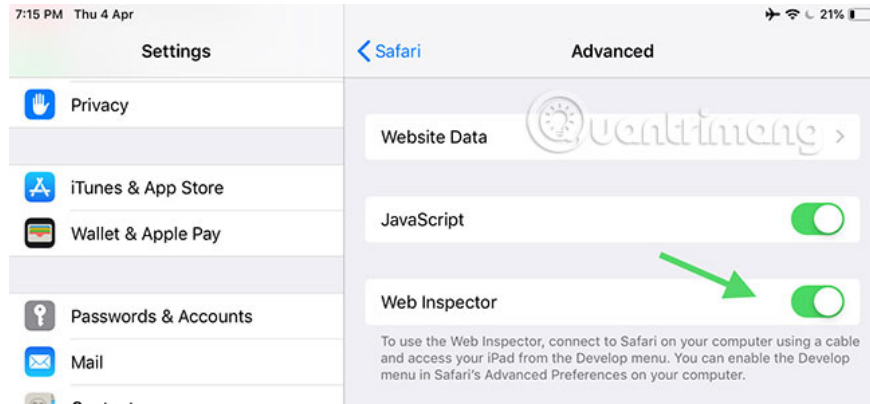 7:15 PM Thu 4 Apr
21%
Settings
Safari
Advanced
Privacy
Website Data
Quantrimang
iTunes & App Store
JavaScript
Wallet & Apple Pay
Web Inspector
Passwords & Accounts
To use the Web Inspector, connect to Safari on your computer using a cable
and access your iPad from the Develop menu. You can enable the Develop
menu in Safari's Advanced Preferences on your computer.
Mail